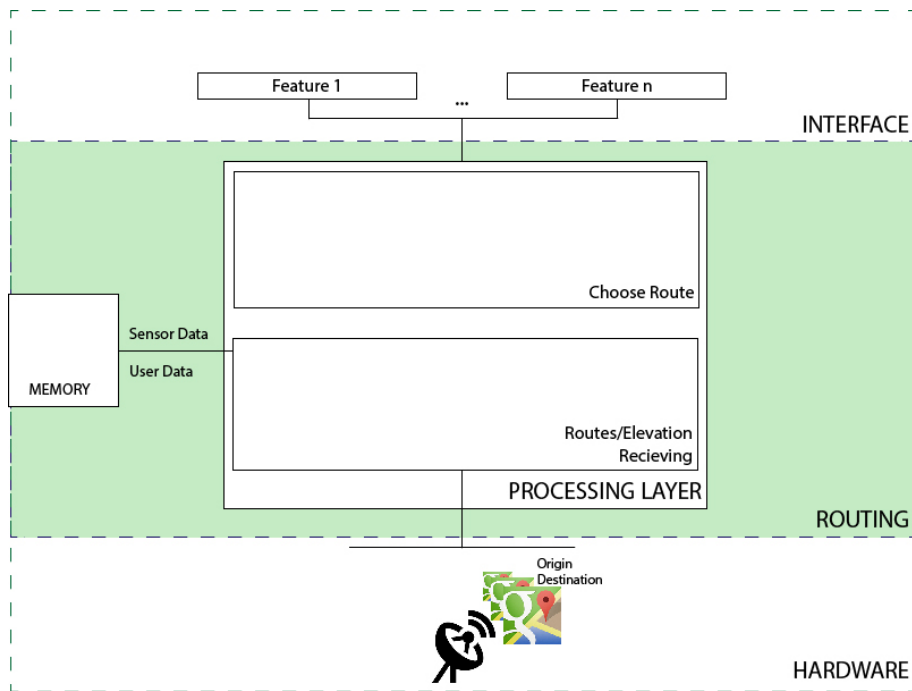 Feature 1
...
Feature n
INTERFACE
Choose Route
Sensor Data
User Data
MEMORY
Routes/Elevation
Recieving
PROCESSING LAYER
ROUTING
Origin
Destination
g
HARDWARE